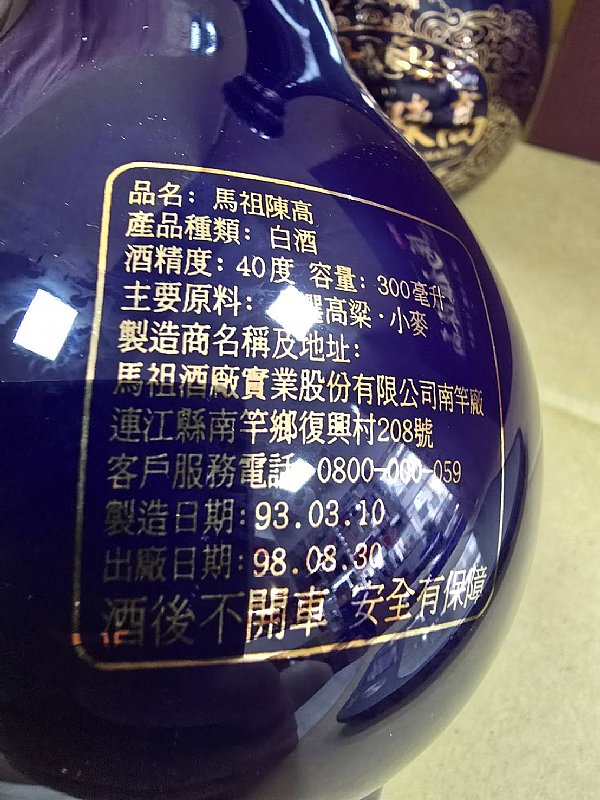 陳高
品名: 馬祖陳高
產品種類: 白酒
酒精度: 40度 容量: 300毫升
主要原料: 高粱·小麥
製造商名稱及地址:
馬祖酒廠實業股份有限公司南竿廠
連江縣南竿鄉復興村208號
客戶服務電話: 0800-000-059
製造日期: 93.03.10
出廠日期: 98.08.30
酒後不開車 安全有保障